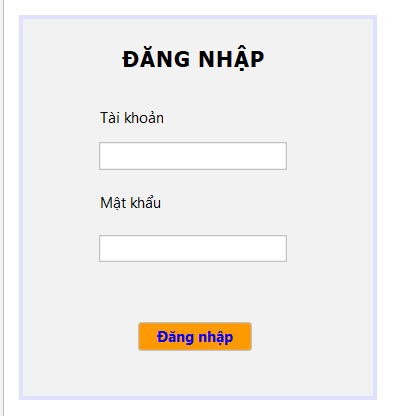 ĐĂNG NHẬP
Tài khoản
Mật khẩu
Đăng nhập